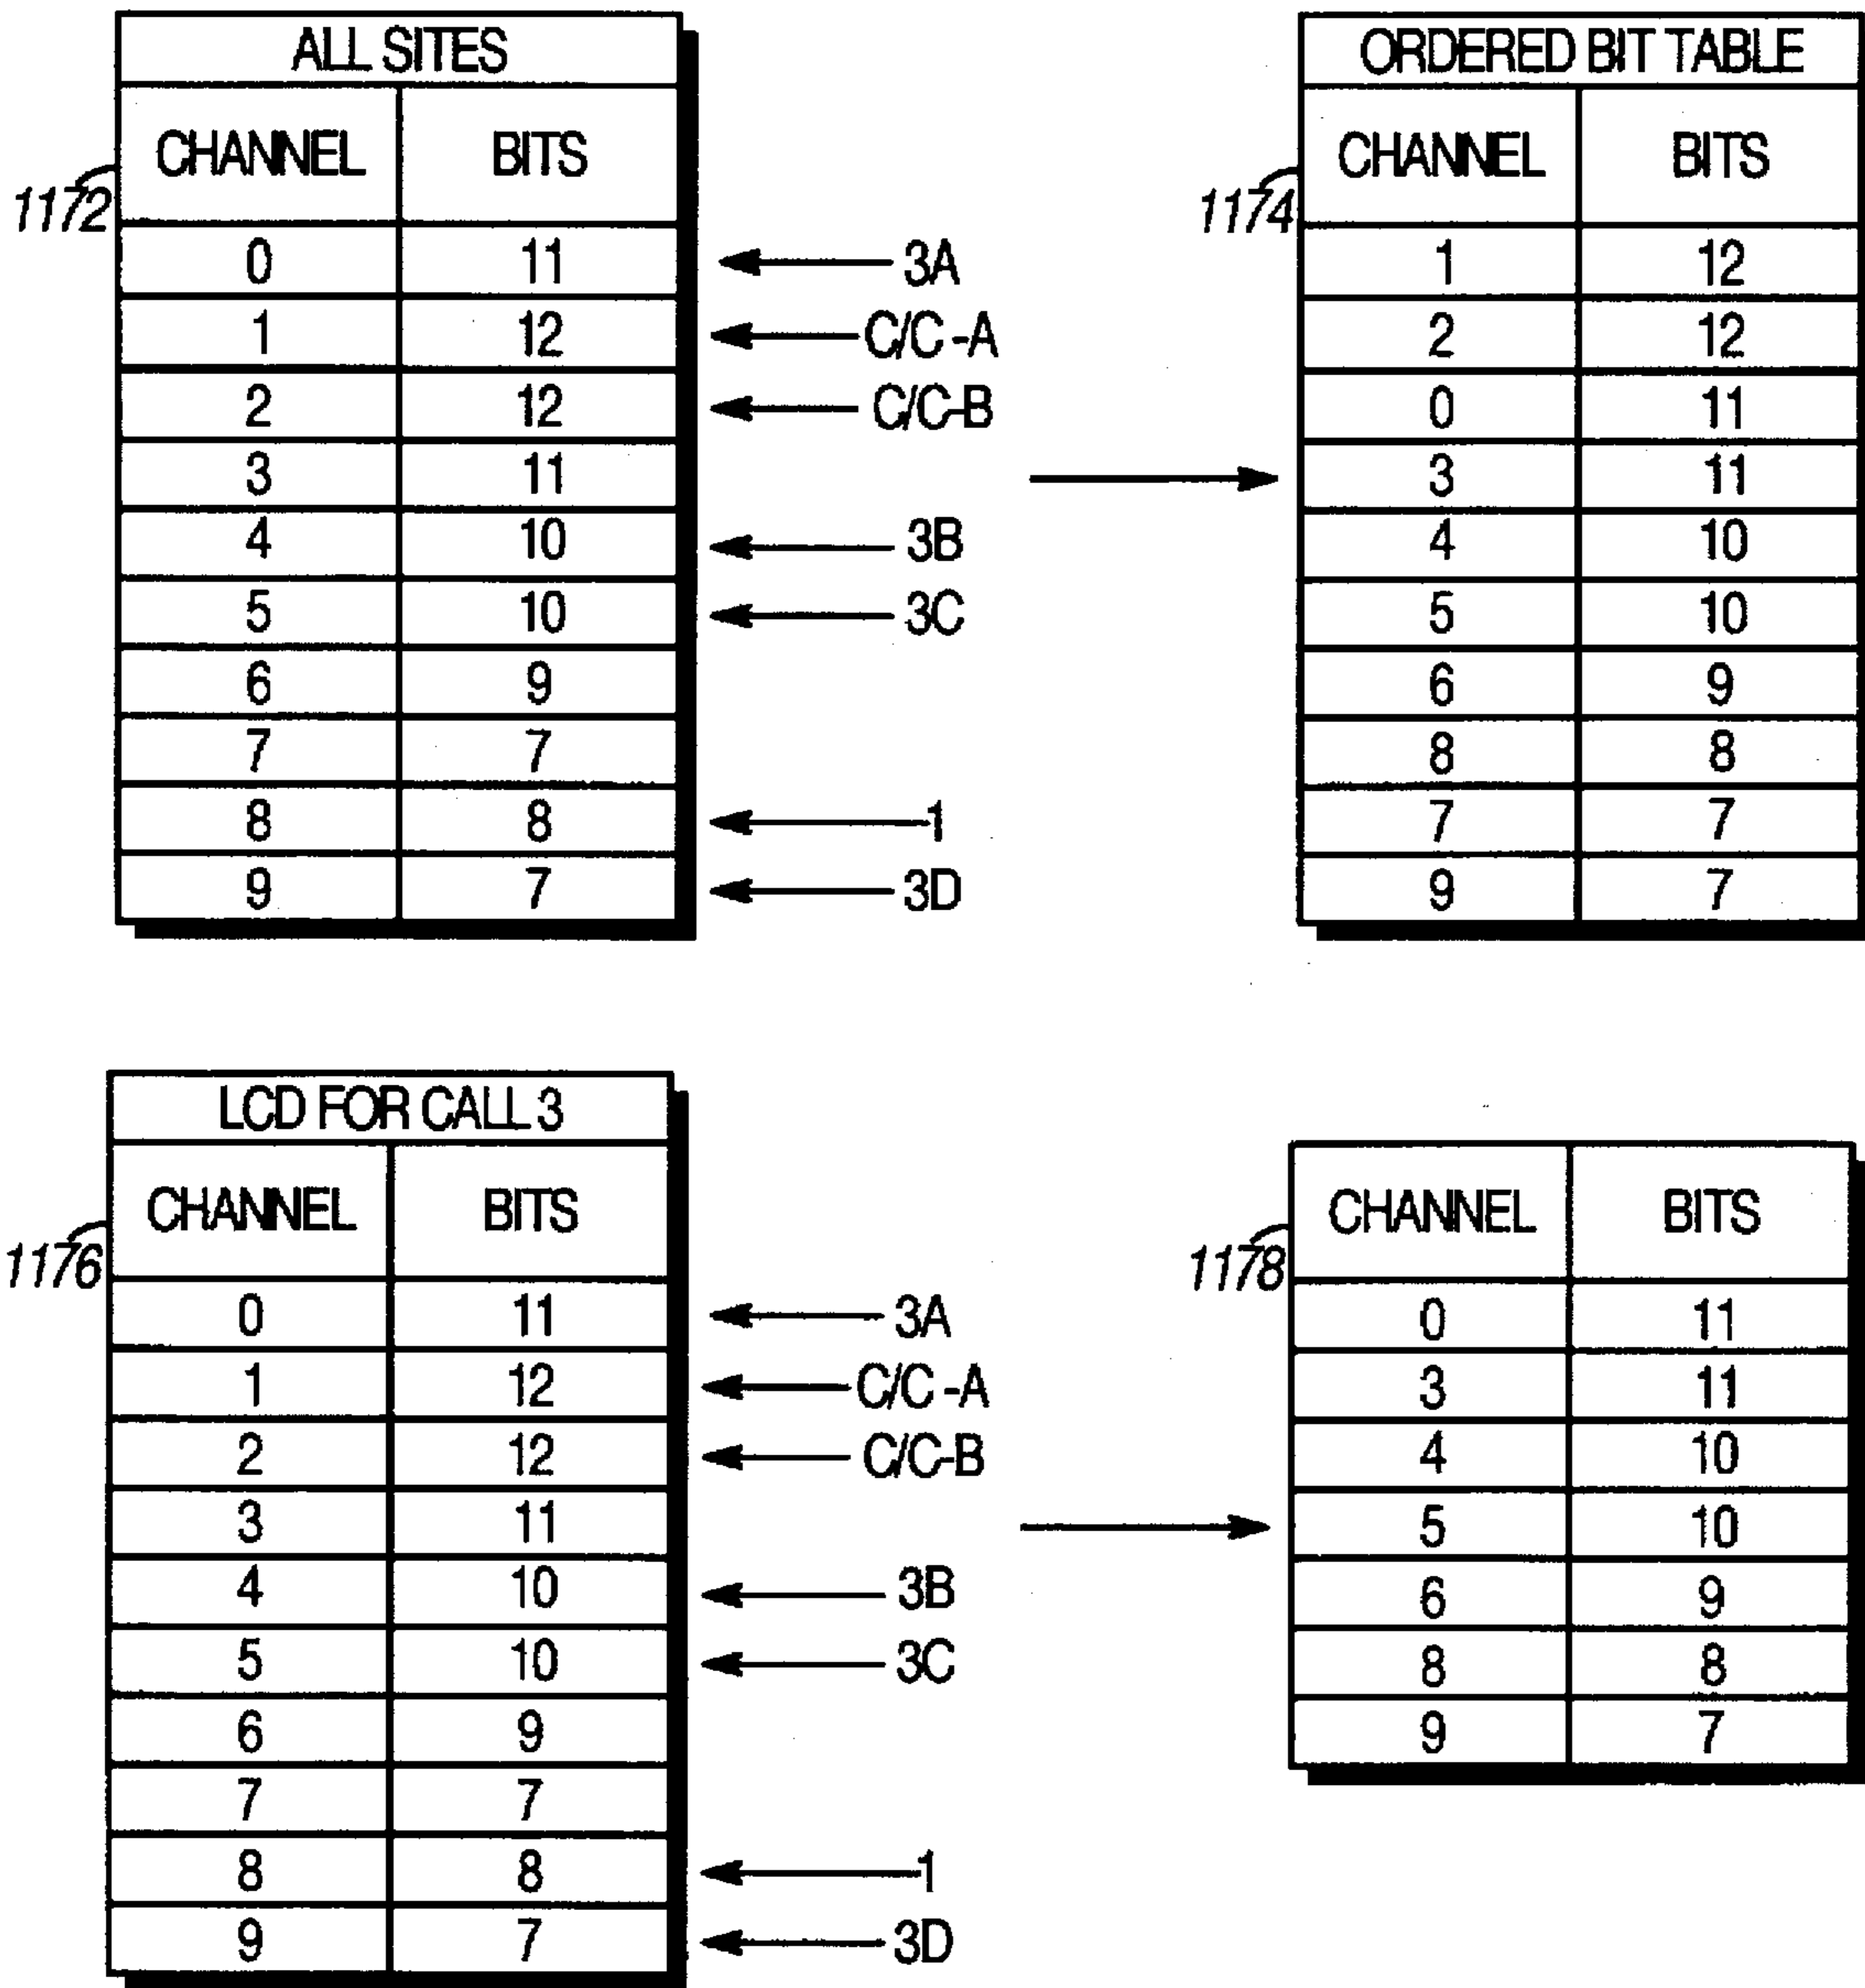 ALL SITES
CHANNEL BITS
1172
0 11 3A
1 12 C/C-A
2 12 C/C-B
3 11
4 10 3B
5 10 3C
6 9
7 7
8 8 1
9 7 3D
ORDERED BIT TABLE
CHANNEL BITS
1174
1 12
2 12
0 11
3 11
4 10
5 10
6 9
8 8
7 7
9 7
LCD FOR CALL 3
CHANNEL BITS
1176
0 11 3A
1 12 C/C-A
2 12 C/C-B
3 11
4 10 3B
5 10 3C
6 9
7 7
8 8 1
9 7 3D
CHANNEL BITS
1178
0 11
3 11
4 10
5 10
6 9
8 8
9 7